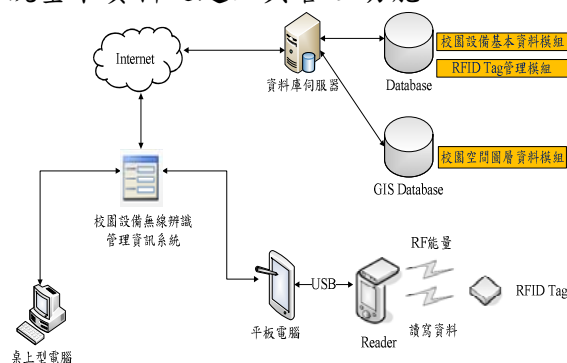 Internet
資料庫伺服器
Database
校園設備基本資料模組
RFID Tag管理模組
GIS Database
校園空間圖層資料模組
校園設備無線辨識
管理資訊系統
桌上型電腦
平板電腦
USB
Reader
RF能量
讀寫資料
RFID Tag